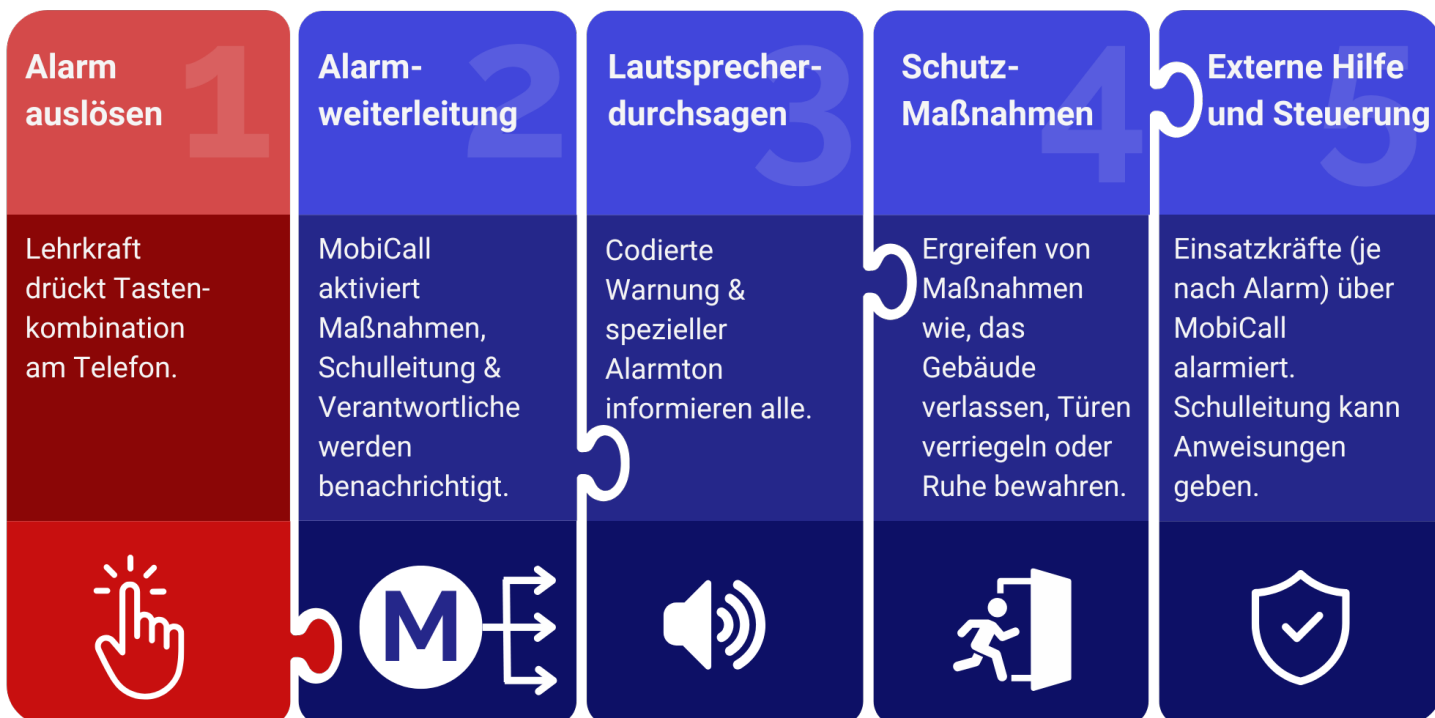 1
Alarm
auslösen
Lehrkraft
drückt Tasten-
kombination
am Telefon.
2
Alarm-
weiterleitung
MobiCall
aktiviert
Maßnahmen,
Schulleitung &
Verantwortliche
werden
benachrichtigt.
M
3
Lautsprecher-
durchsagen
Codierte
Warnung &
spezieller
Alarmton
informieren alle.
4
Schutz-
Maßnahmen
Ergreifen von
Maßnahmen
wie, das
Gebäude
verlassen, Türen
verriegeln oder
Ruhe bewahren.
5
Externe Hilfe
und Steuerung
Einsatzkräfte (je
nach Alarm) über
MobiCall
alarmiert.
Schulleitung kann
Anweisungen
geben.